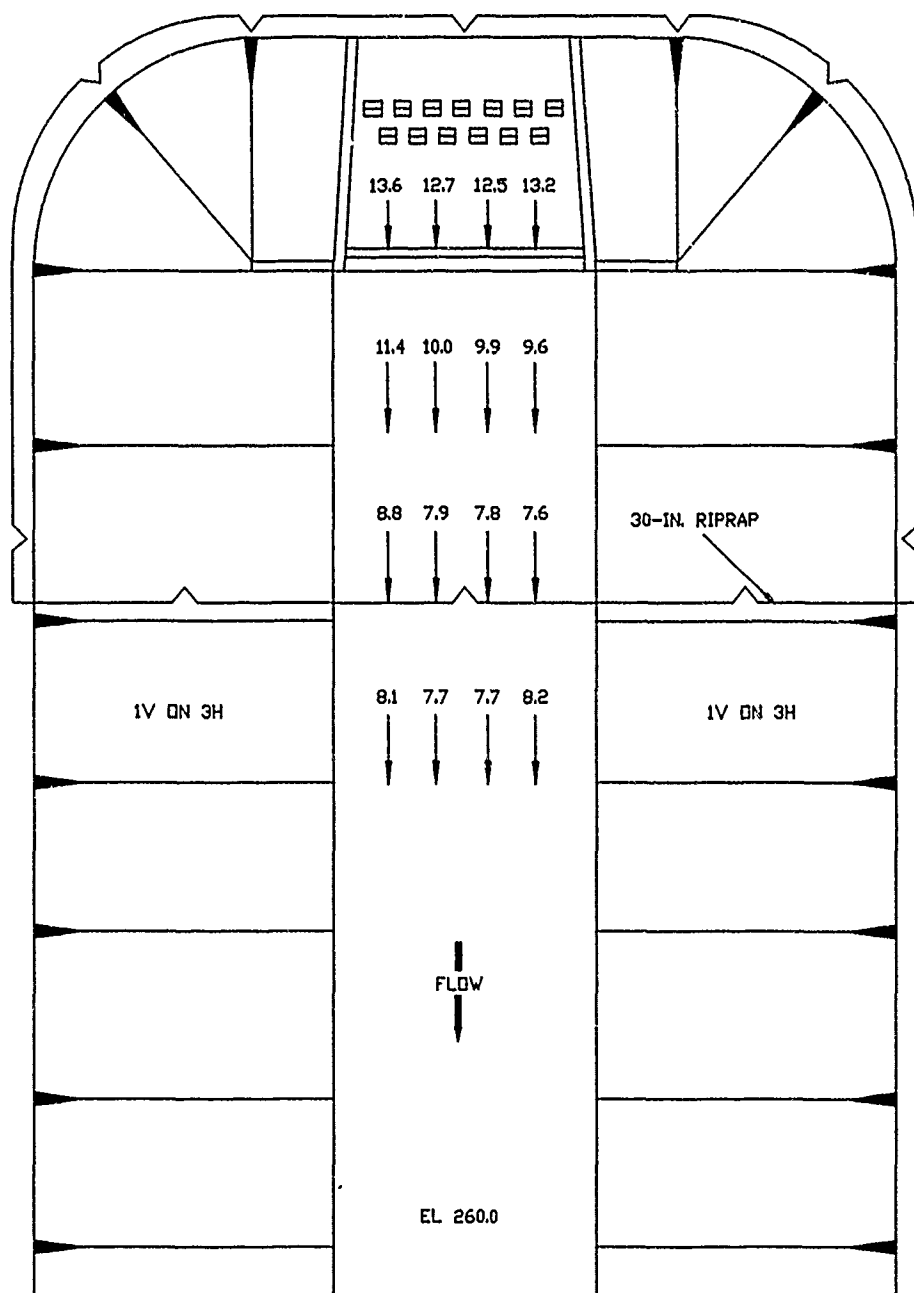 13.6 12.7 12.5 13.2
11.4 10.0 9.9 9.6
8.8 7.9 7.8 7.6
30-IN. RIPRAP
8.1 7.7 7.7 8.2
1V ON 3H
1V ON 3H
FLOW
EL 260.0